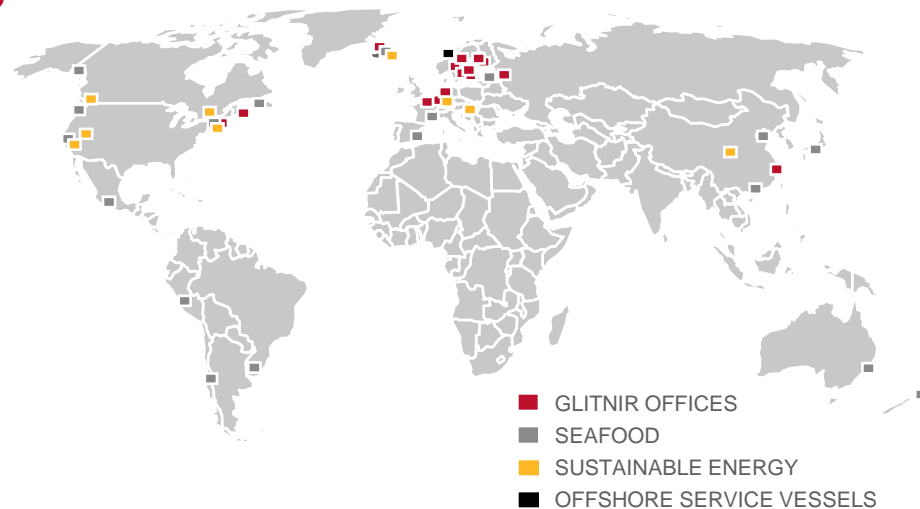 GLITNIR OFFICES
SEAFOOD
SUSTAINABLE ENERGY
OFFSHORE SERVICE VESSELS